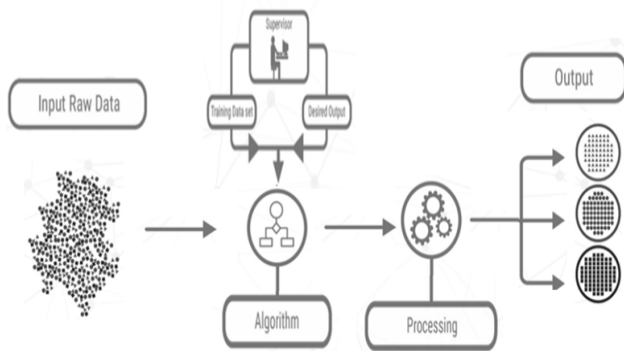 Supervisor
Input Raw Data
Training Data set
Desired Output
Output
Algorithm
Processing